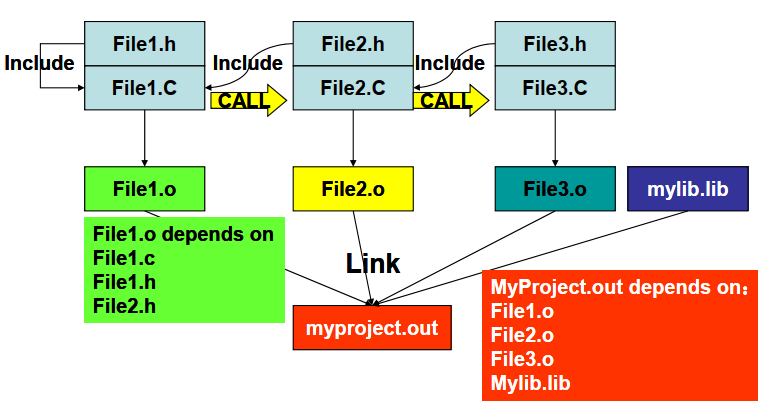 File1.h
File2.h
File3.h
Include
Include
Include
File1.C
File2.C
File3.C
CALL
CALL
File1.o
File2.o
File3.o
mylib.lib
File1.o depends on
File1.c
File1.h
File2.h
Link
myproject.out
MyProject.out depends on：
File1.o
File2.o
File3.o
Mylib.lib